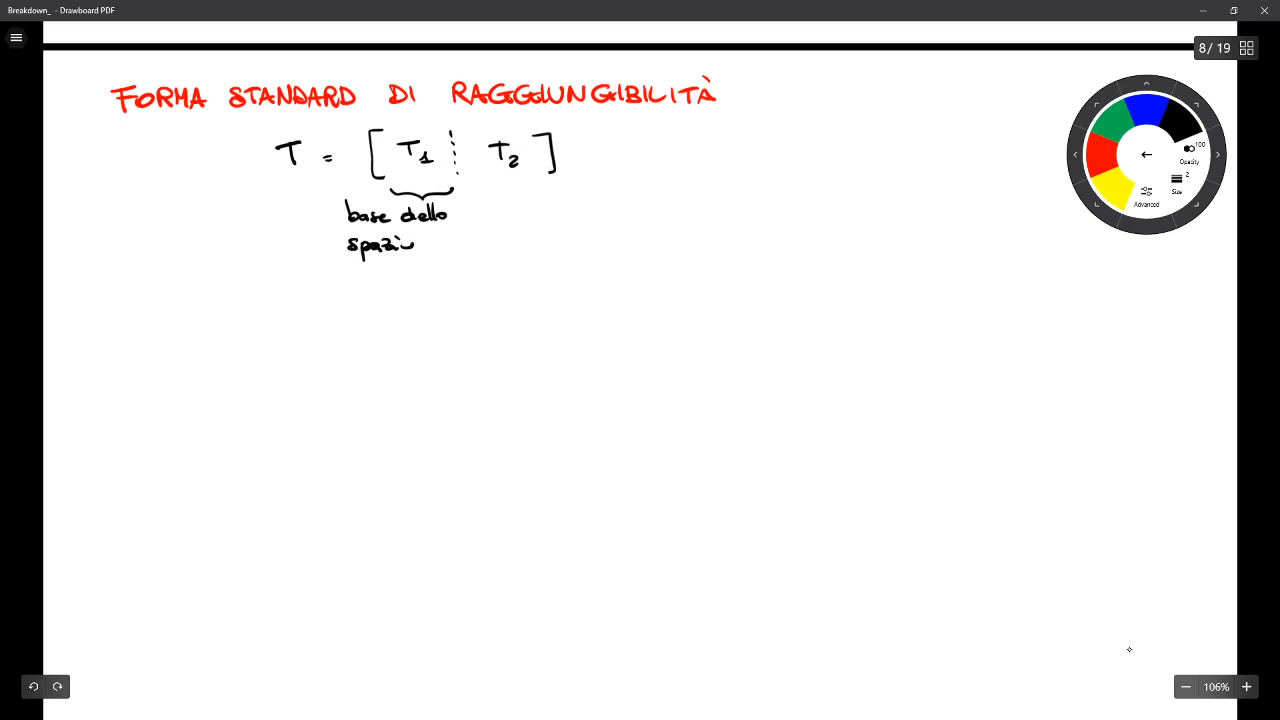 Breakdown_ - Drawboard PDF
8 / 19
FORMA STANDARD DI RAGGIUNGIBILITÀ
T = [ T1 ⋮ T2 ]
base dello
spazio
100
Opacity
2
Size
Advanced
106%